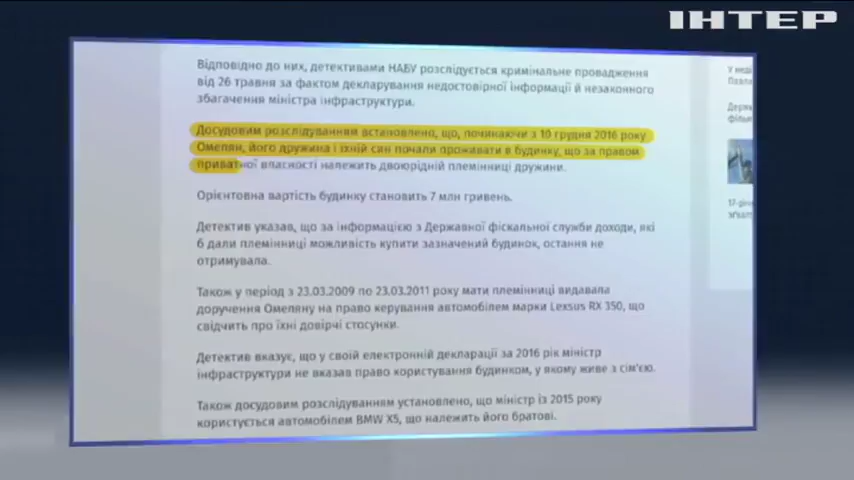 ІНТЕР
Відповідно до них, детективами НАБУ розслідується кримінальне провадження
від 26 травня за фактом декларування недостовірної інформації й незаконного
збагачення міністра інфраструктури.
Досудовим розслідуванням встановлено, що, починаючи з 10 грудня 2016 року
Омелян, його дружина і їхній син почали проживати в будинку, що за правом
приватної власності належить двоюрідній племінниці дружини.
Орієнтовна вартість будинку становить 7 млн гривень.
Детектив указав, що за інформацією з Державної фіскальної служби доходи, які
б дали племінниці можливість купити зазначений будинок, остання не
отримувала.
Також у період з 23.03.2009 по 23.03.2011 року мати племінниці видавала
доручення Омеляну на право керування автомобілем марки Lexsus RX 350, що
свідчить про їхні довірчі стосунки.
Детектив вказує, що у своїй електронній декларації за 2016 рік міністр
інфраструктури не вказав право користування будинком, у якому живе з сім'єю.
Також досудовим розслідуванням установлено, що міністр із 2015 року
користується автомобілем BMW X5, що належить його братові.